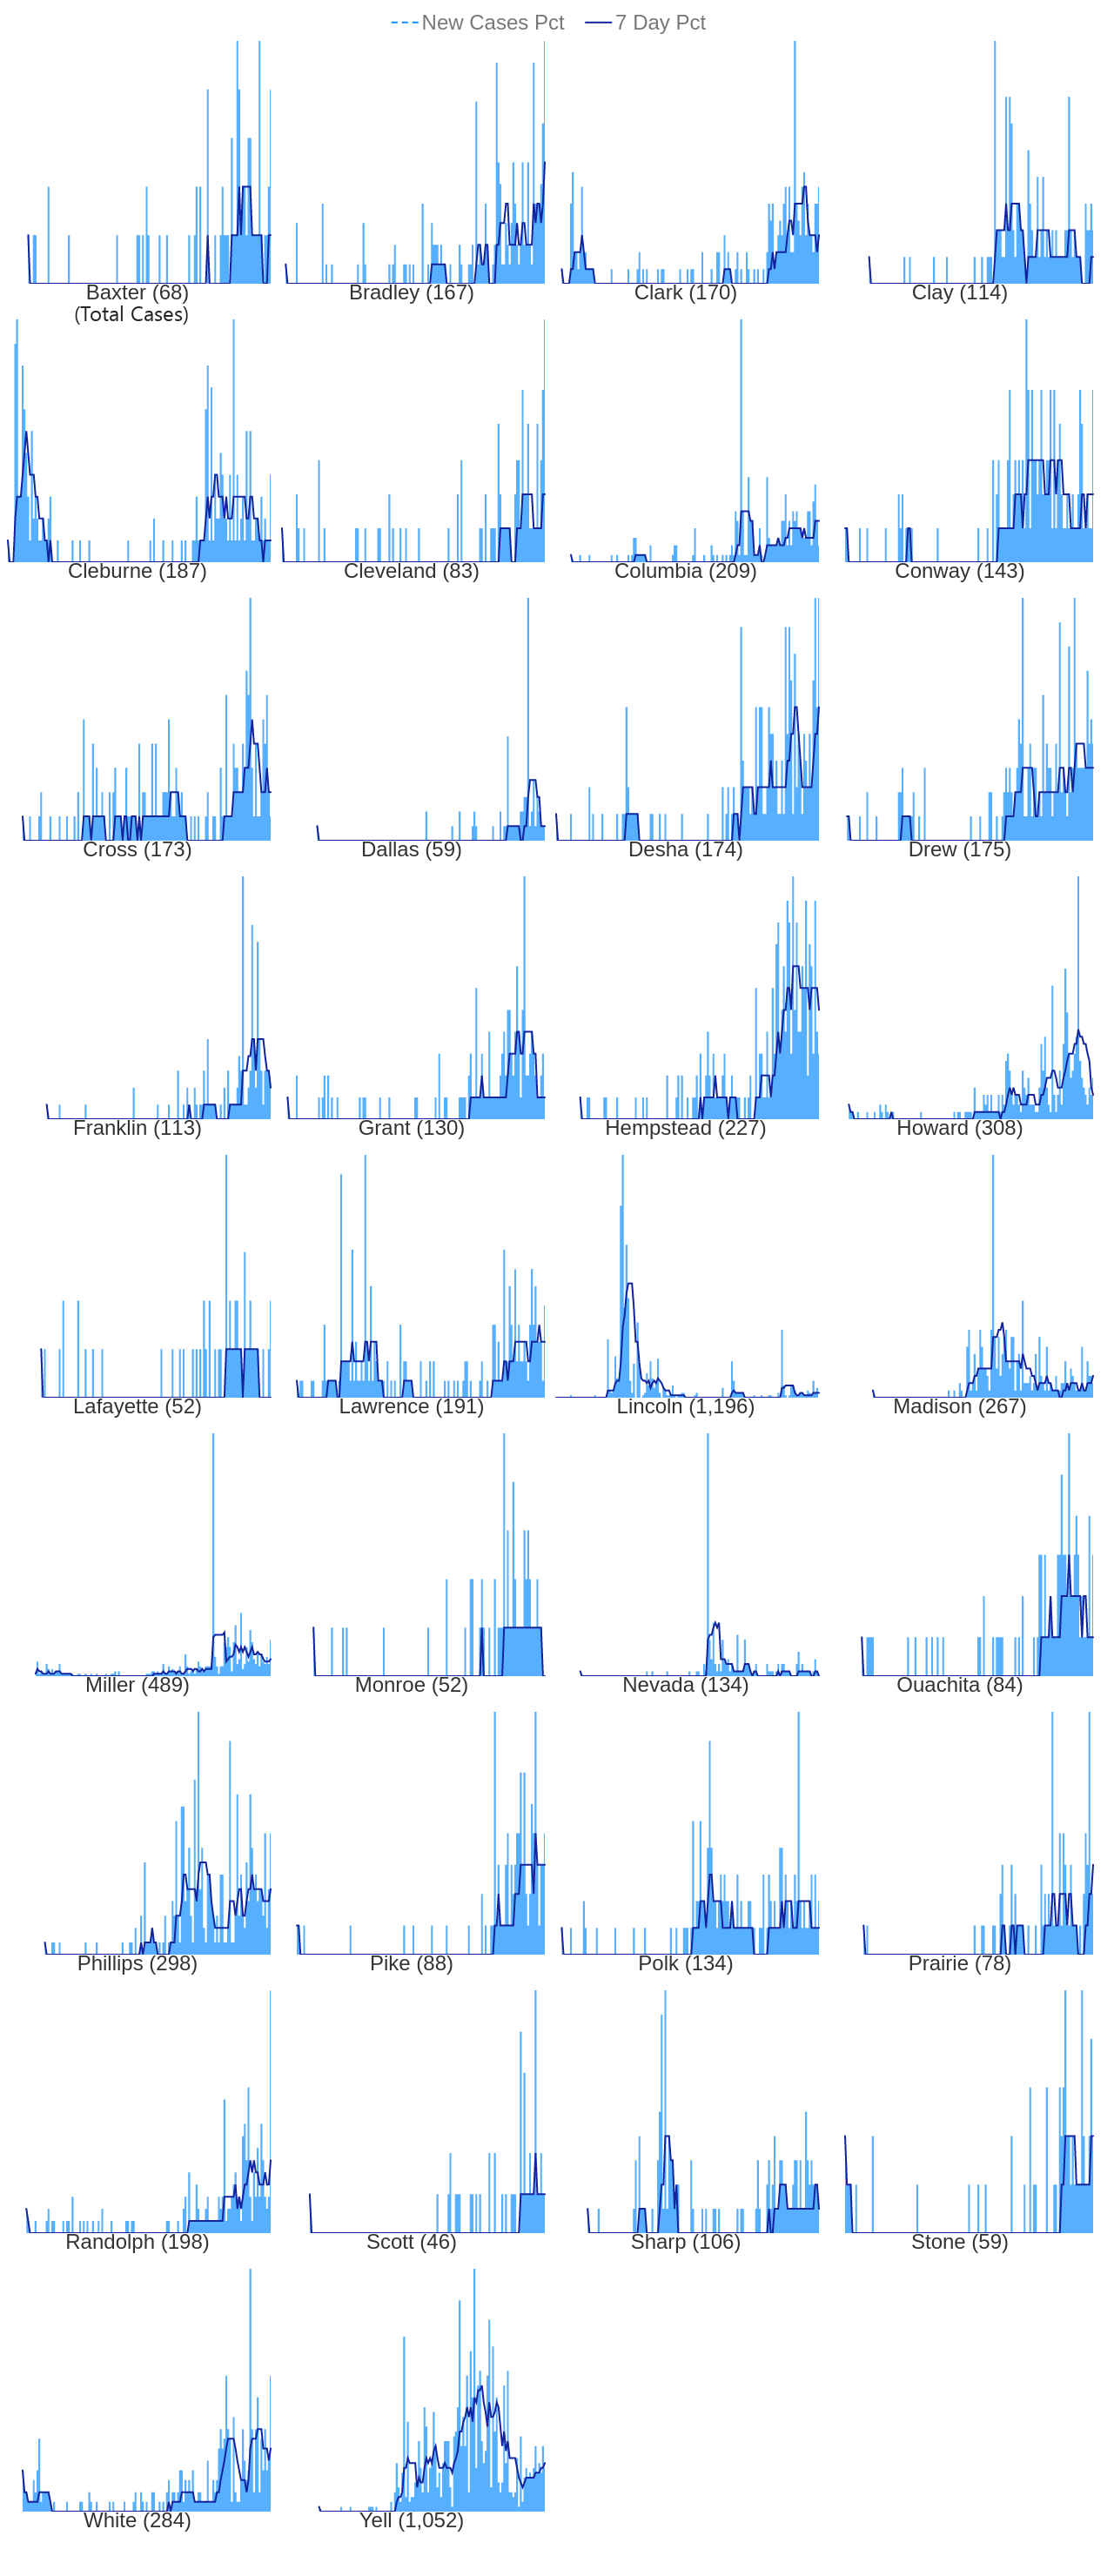 New Cases Pct 7 Day Pct
Baxter (68) Bradley (167) Clark (170) Clay (114)
(Total Cases)
Cleburne (187) Cleveland (83) Columbia (209) Conway (143)
Cross (173) Dallas (59) Desha (174) Drew (175)
Franklin (113) Grant (130) Hempstead (227) Howard (308)
Lafayette (52) Lawrence (191) Lincoln (1,196) Madison (267)
Miller (489) Monroe (52) Nevada (134) Ouachita (84)
Phillips (298) Pike (88) Polk (134) Prairie (78)
Randolph (198) Scott (46) Sharp (106) Stone (59)
White (284) Yell (1,052)